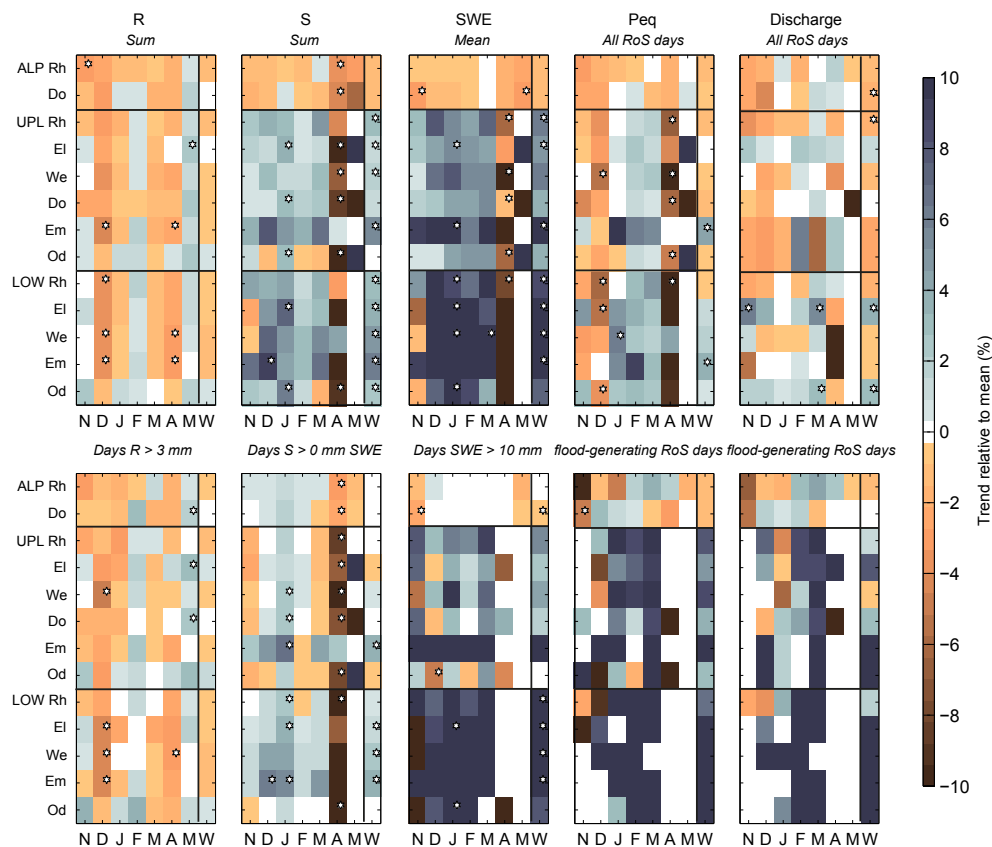 R S SWE Peq Discharge
Sum Sum Mean All RoS days All RoS days
ALP Rh
Do
UPL Rh
El
We
Do
Em
Od
LOW Rh
El
We
Em
Od
N D J F M A M W N D J F M A M W N D J F M A M W N D J F M A M W N D J F M A M W
Days R > 3 mm Days S > 0 mm SWE Days SWE > 10 mm flood-generating RoS days flood-generating RoS days
ALP Rh
Do
UPL Rh
El
We
Do
Em
Od
LOW Rh
El
We
Em
Od
N D J F M A M W N D J F M A M W N D J F M A M W N D J F M A M W N D J F M A M W
10
8
6
4
2
0
−2
−4
−6
−8
−10
Trend relative to mean (%)